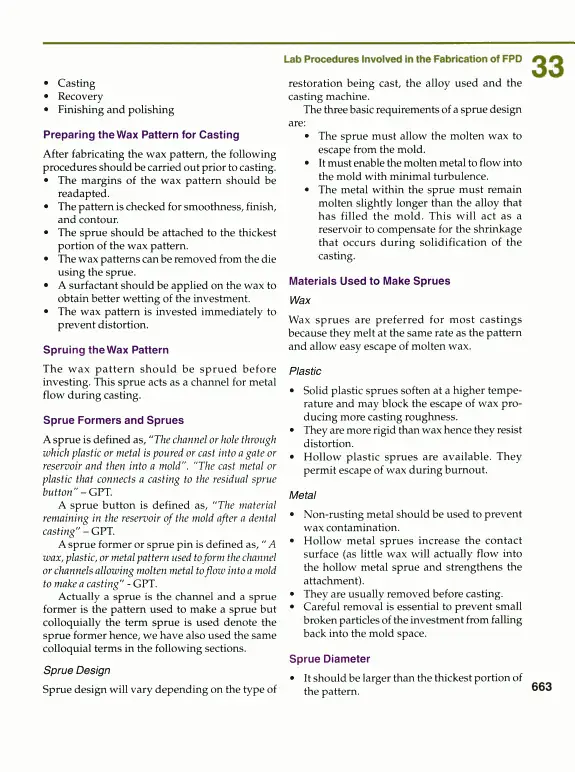 Lab Procedures Involved in the Fabrication of FPD
33
• Casting
• Recovery
• Finishing and polishing
Preparing the Wax Pattern for Casting
After fabricating the wax pattern, the following
procedures should be carried out prior to casting.
• The margins of the wax pattern should be
readapted.
• The pattern is checked for smoothness, finish,
and contour.
• The sprue should be attached to the thickest
portion of the wax pattern.
• The wax patterns can be removed from the die
using the sprue.
• A surfactant should be applied on the wax to
obtain better wetting of the investment.
• The wax pattern is invested immediately to
prevent distortion.
Spruing the Wax Pattern
The wax pattern should be sprued before
investing. This sprue acts as a channel for metal
flow during casting.
Sprue Formers and Sprues
A sprue is defined as, "The channel or hole through
which plastic or metal is poured or cast into a gate or
reservoir and then into a mold". "The cast metal or
plastic that connects a casting to the residual sprue
button" – GPT.
A sprue button is defined as, "The material
remaining in the reservoir of the mold after a dental
casting" – GPT.
A sprue former or sprue pin is defined as, " A
wax, plastic, or metal pattern used to form the channel
or channels allowing molten metal to flow into a mold
to make a casting" - GPT.
Actually a sprue is the channel and a sprue
former is the pattern used to make a sprue but
colloquially the term sprue is used denote the
sprue former hence, we have also used the same
colloquial terms in the following sections.
Sprue Design
Sprue design will vary depending on the type of
restoration being cast, the alloy used and the
casting machine.
The three basic requirements of a sprue design
are:
• The sprue must allow the molten wax to
escape from the mold.
• It must enable the molten metal to flow into
the mold with minimal turbulence.
• The metal within the sprue must remain
molten slightly longer than the alloy that
has filled the mold. This will act as a
reservoir to compensate for the shrinkage
that occurs during solidification of the
casting.
Materials Used to Make Sprues
Wax
Wax sprues are preferred for most castings
because they melt at the same rate as the pattern
and allow easy escape of molten wax.
Plastic
• Solid plastic sprues soften at a higher tempe-
rature and may block the escape of wax pro-
ducing more casting roughness.
• They are more rigid than wax hence they resist
distortion.
• Hollow plastic sprues are available. They
permit escape of wax during burnout.
Metal
• Non-rusting metal should be used to prevent
wax contamination.
• Hollow metal sprues increase the contact
surface (as little wax will actually flow into
the hollow metal sprue and strengthens the
attachment).
• They are usually removed before casting.
• Careful removal is essential to prevent small
broken particles of the investment from falling
back into the mold space.
Sprue Diameter
• It should be larger than the thickest portion of
the pattern.
663